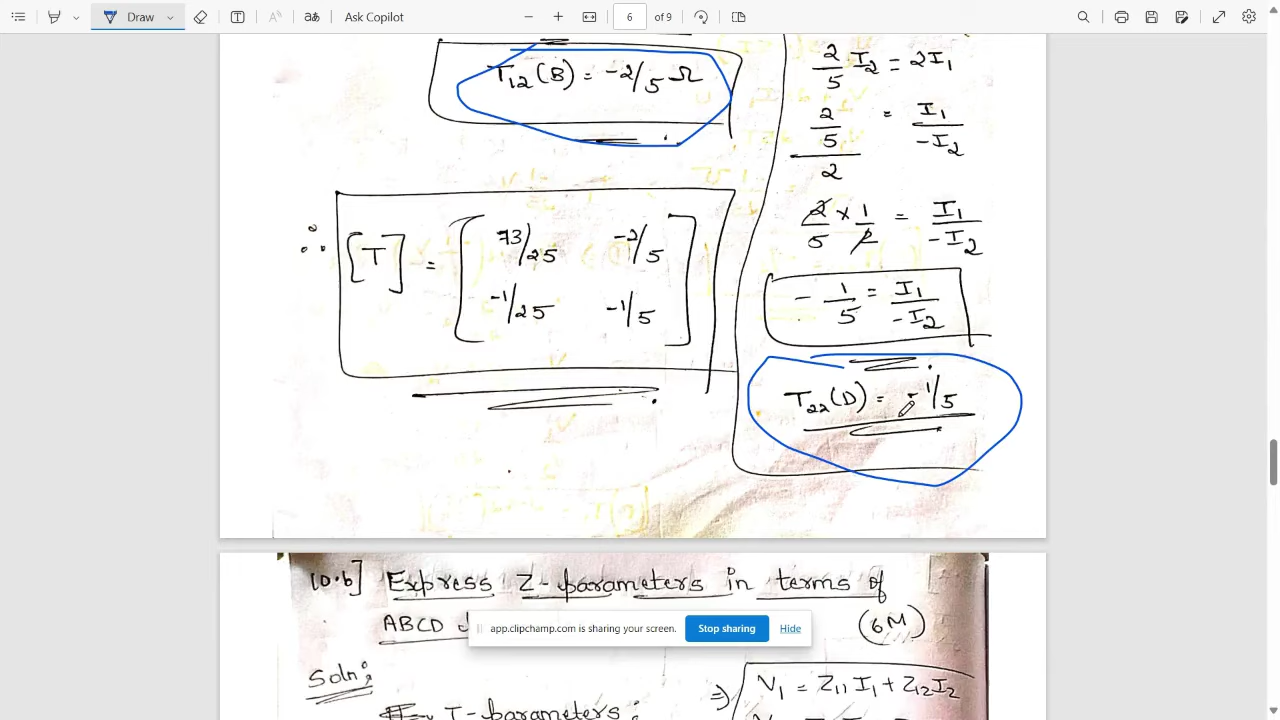 Draw
Ask Copilot
6 of 9
T12 (B) = -2/5 Ω
∴ [T] = [ 73/25 -2/5
-1/25 -1/5 ]
2/5 I2 = 2I1
2/5/2 = I1/-I2
2/5 × 1/2 = I1/-I2
- 1/5 = I1/-I2
T22 (D) = -1/5
10.b] Express Z-parameters in terms of
ABCD
(6M)
app.clipchamp.com is sharing your screen. Stop sharing Hide
Soln:
T-parameters:
⇒) V1 = Z11 I1 + Z12 I2